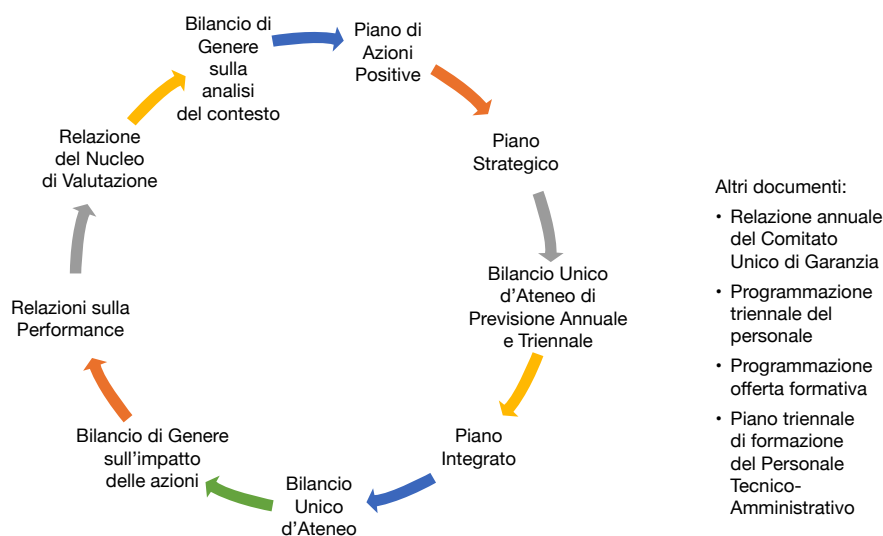 Bilancio di
Genere
sulla
analisi
del contesto
Piano di
Azioni
Positive
Piano
Strategico
Bilancio Unico
d'Ateneo di
Previsione Annuale
e Triennale
Piano
Integrato
Bilancio
Unico
d'Ateneo
Bilancio di Genere
sull'impatto
delle azioni
Relazioni sulla
Performance
Relazione
del Nucleo
di Valutazione
Altri documenti:
• Relazione annuale
del Comitato
Unico di Garanzia
• Programmazione
triennale del
personale
• Programmazione
offerta formativa
• Piano triennale
di formazione
del Personale
Tecnico-
Amministrativo